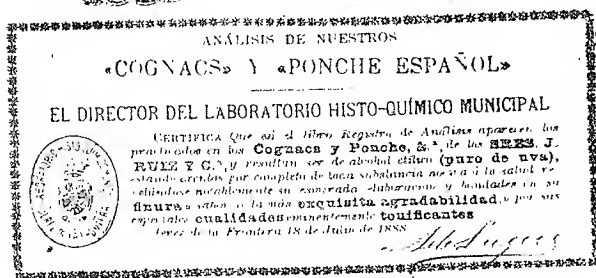 ANÁLISIS DE NUESTROS
«COGNACS» Y «PONCHE ESPAÑOL»
EL DIRECTOR DEL LABORATORIO HISTO-QUÍMICO MUNICIPAL
CERTIFICA Que en el libro Registro de Análisis aparecen los
practicados en los Cognacs y Ponche, &.ª, de los SRES. J.
RUIZ Y C.ª, y resultan ser de alcohol etílico (puro de uva),
estando exentos por completo de toda substancia nociva á la salud re-
velándose notablemente su esmerada elaboración y bondades en su
finura y sabor á la más exquisita agradabilidad, y por sus
especiales cualidades eminentemente tonificantes
Jerez de la Frontera 18 de Julio de 1888